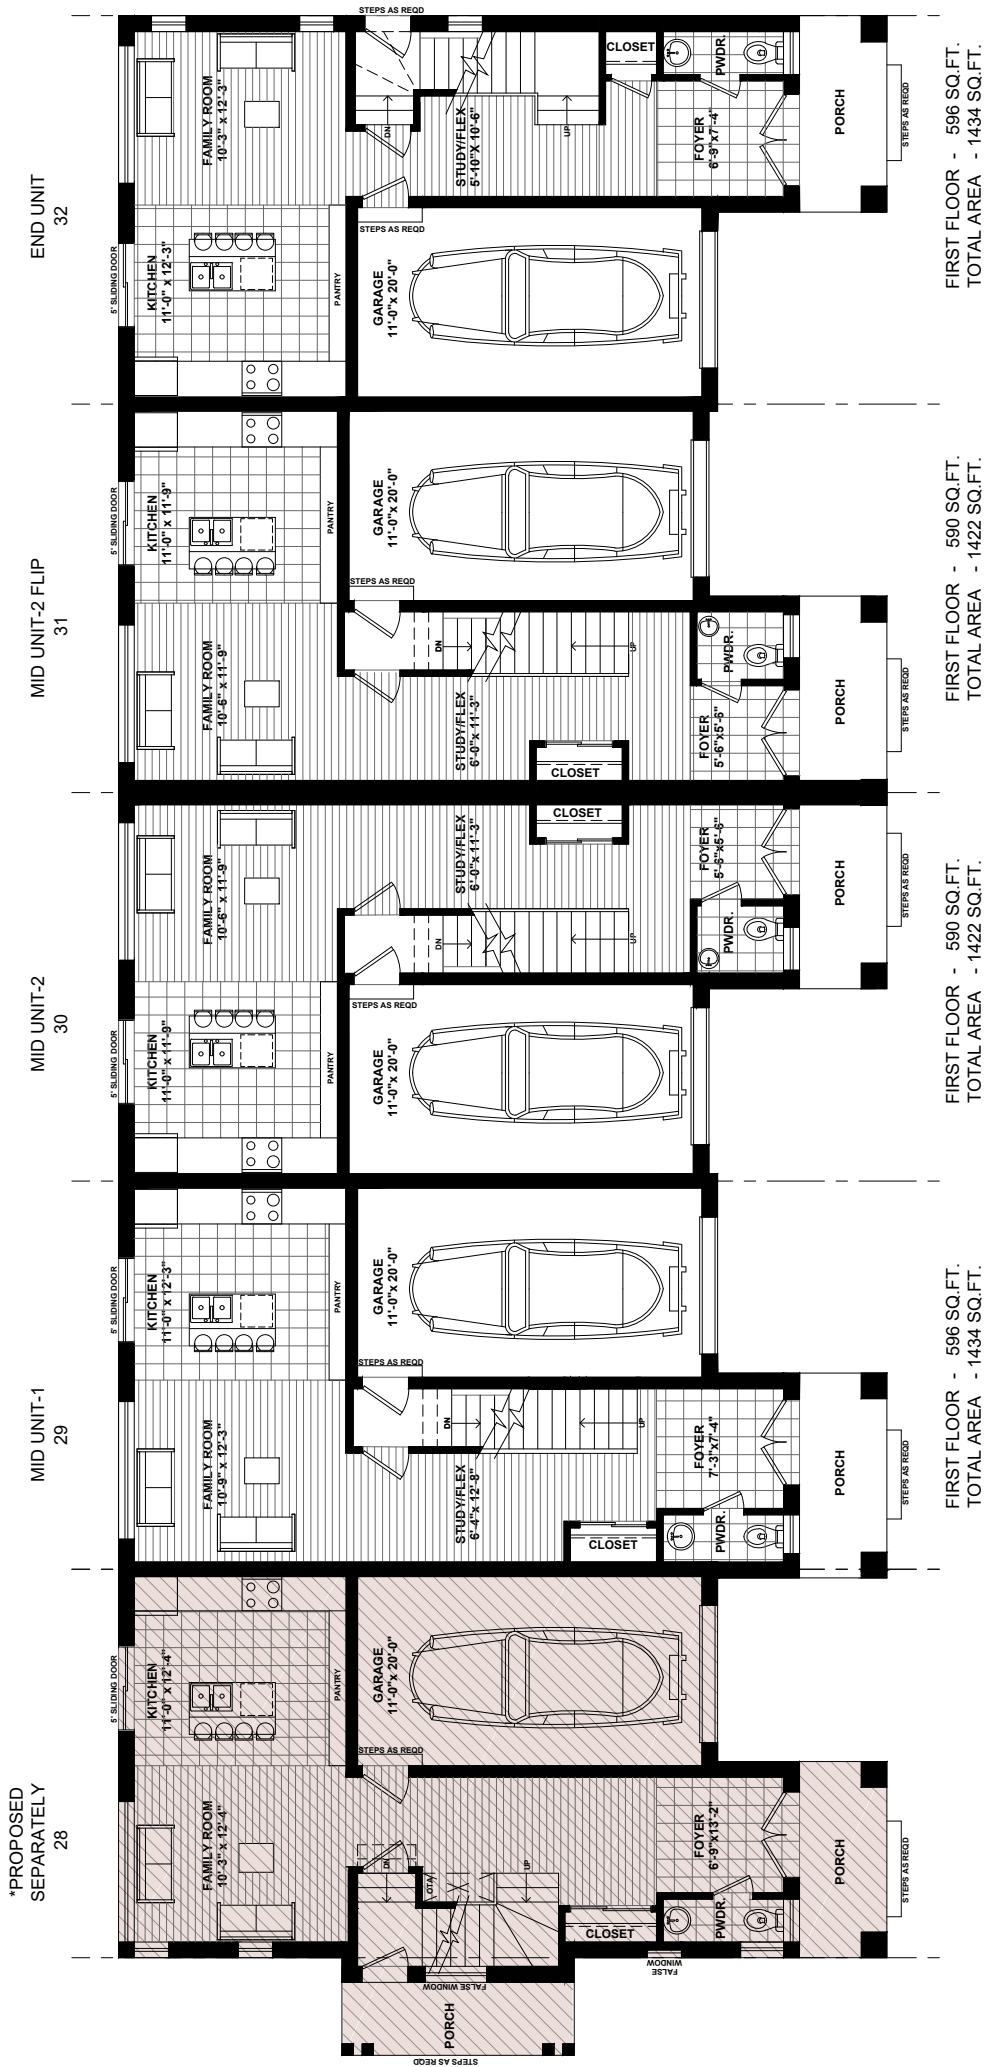 *PROPOSED
SEPARATELY
28
5' SLIDING DOOR
KITCHEN
11'-0" x 12'-4"
FAMILY ROOM
10'-3" x 12'-4"
PANTRY
STEPS AS REQD
GARAGE
11'-0"x 20'-0"
DN
OTA
UP
FALSE WINDOW
PORCH
STEPS AS REQD
CLOSET
FALSE
WINDOW
FOYER
6'-9"x13'-2"
PWDR.
PORCH
STEPS AS REQD
MID UNIT-1
29
5' SLIDING DOOR
FAMILY ROOM
10'-9" x 12'-3"
KITCHEN
11'-0" x 12'-3"
PANTRY
STEPS AS REQD
GARAGE
11'-0"x 20'-0"
DN
UP
STUDY/FLEX
6'-4"x 12'-8"
CLOSET
FOYER
7'-3"x7'-4"
PWDR.
PORCH
STEPS AS REQD
FIRST FLOOR - 596 SQ.FT.
TOTAL AREA - 1434 SQ.FT.
MID UNIT-2
30
5' SLIDING DOOR
KITCHEN
11'-0" x 11'-9"
FAMILY ROOM
10'-6" x 11'-9"
PANTRY
STEPS AS REQD
GARAGE
11'-0"x 20'-0"
DN
UP
STUDY/FLEX
6'-0"x 11'-3"
CLOSET
PWDR.
FOYER
5'-6"x5'-6"
PORCH
STEPS AS REQD
FIRST FLOOR - 590 SQ.FT.
TOTAL AREA - 1422 SQ.FT.
MID UNIT-2 FLIP
31
5' SLIDING DOOR
FAMILY ROOM
10'-6" x 11'-9"
KITCHEN
11'-0" x 11'-9"
PANTRY
STEPS AS REQD
GARAGE
11'-0"x 20'-0"
DN
UP
STUDY/FLEX
6'-0"x 11'-3"
CLOSET
FOYER
5'-6"x5'-6"
PWDR.
PORCH
STEPS AS REQD
FIRST FLOOR - 590 SQ.FT.
TOTAL AREA - 1422 SQ.FT.
END UNIT
32
5' SLIDING DOOR
KITCHEN
11'-0" x 12'-3"
FAMILY ROOM
10'-3" x 12'-3"
PANTRY
STEPS AS REQD
STEPS AS REQD
GARAGE
11'-0"x 20'-0"
DN
UP
STUDY/FLEX
5'-10"X 10'-6"
CLOSET
FOYER
6'-9"x7'-4"
PWDR.
PORCH
STEPS AS REQD
FIRST FLOOR - 596 SQ.FT.
TOTAL AREA - 1434 SQ.FT.